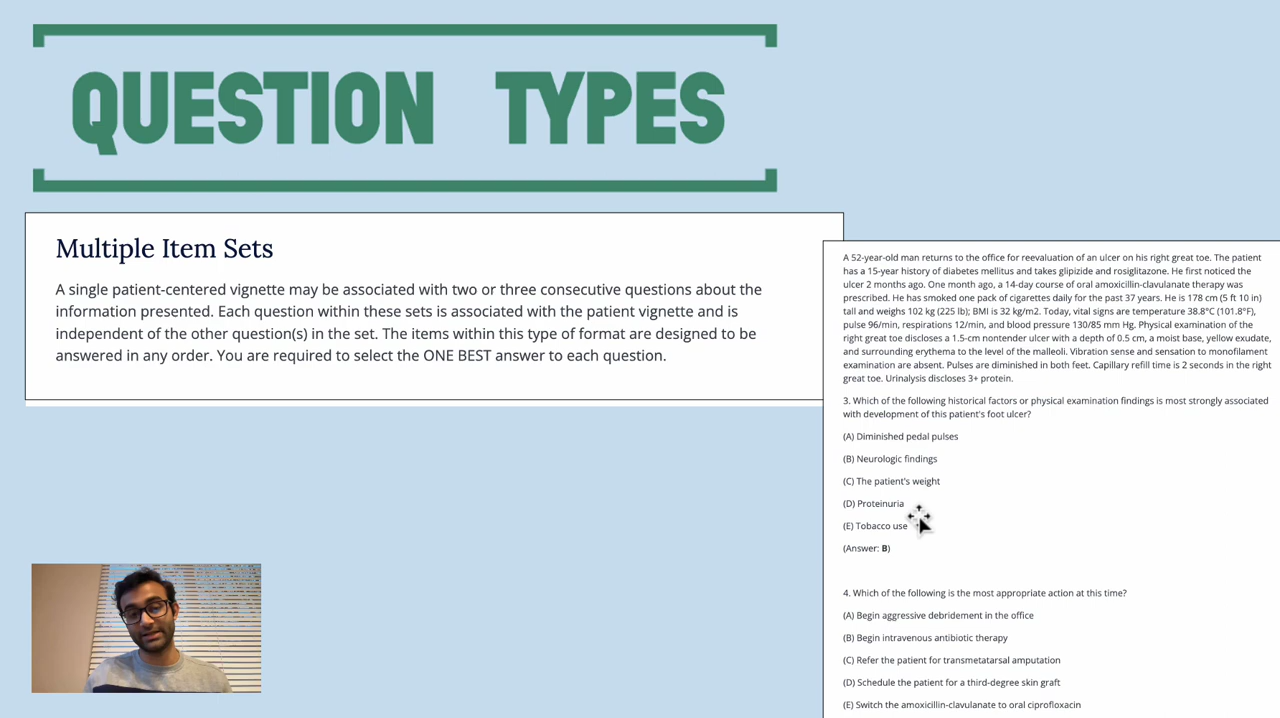 QUESTION TYPES
Multiple Item Sets
A single patient-centered vignette may be associated with two or three consecutive questions about the
information presented. Each question within these sets is associated with the patient vignette and is
independent of the other question(s) in the set. The items within this type of format are designed to be
answered in any order. You are required to select the ONE BEST answer to each question.
A 52-year-old man returns to the office for reevaluation of an ulcer on his right great toe. The patient
has a 15-year history of diabetes mellitus and takes glipizide and rosiglitazone. He first noticed the
ulcer 2 months ago. One month ago, a 14-day course of oral amoxicillin-clavulanate therapy was
prescribed. He has smoked one pack of cigarettes daily for the past 37 years. He is 178 cm (5 ft 10 in)
tall and weighs 102 kg (225 lb); BMI is 32 kg/m2. Today, vital signs are temperature 38.8°C (101.8°F),
pulse 96/min, respirations 12/min, and blood pressure 130/85 mm Hg. Physical examination of the
right great toe discloses a 1.5-cm nontender ulcer with a depth of 0.5 cm, a moist base, yellow exudate,
and surrounding erythema to the level of the malleoli. Vibration sense and sensation to monofilament
examination are absent. Pulses are diminished in both feet. Capillary refill time is 2 seconds in the right
great toe. Urinalysis discloses 3+ protein.
3. Which of the following historical factors or physical examination findings is most strongly associated
with development of this patient's foot ulcer?
(A) Diminished pedal pulses
(B) Neurologic findings
(C) The patient's weight
(D) Proteinuria
(E) Tobacco use
(Answer: B)
4. Which of the following is the most appropriate action at this time?
(A) Begin aggressive debridement in the office
(B) Begin intravenous antibiotic therapy
(C) Refer the patient for transmetatarsal amputation
(D) Schedule the patient for a third-degree skin graft
(E) Switch the amoxicillin-clavulanate to oral ciprofloxacin